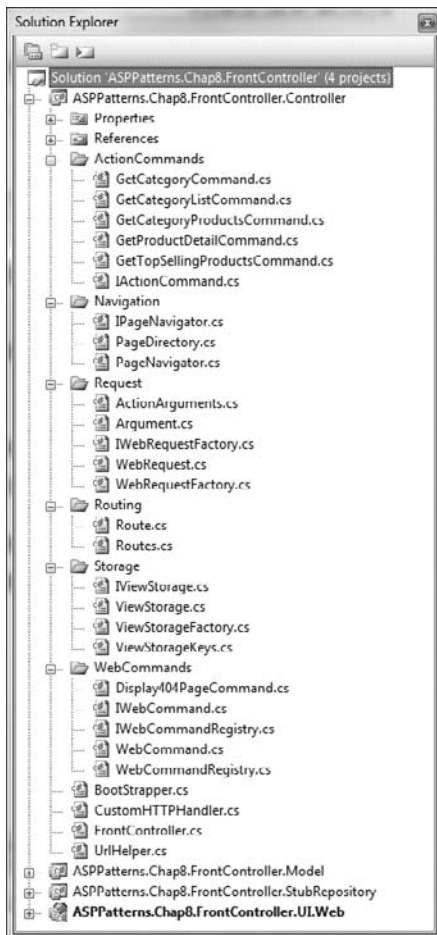 Solution Explorer
Solution 'ASPPatterns.Chap8.FrontController' (4 projects)
ASPPatterns.Chap8.FrontController.Controller
Properties
References
ActionCommands
GetCategoryCommand.cs
GetCategoryListCommand.cs
GetCategoryProductsCommand.cs
GetProductDetailCommand.cs
GetTopSellingProductsCommand.cs
IActionCommand.cs
Navigation
IPageNavigator.cs
PageDirectory.cs
PageNavigator.cs
Request
ActionArguments.cs
Argument.cs
IWebRequestFactory.cs
WebRequest.cs
WebRequestFactory.cs
Routing
Route.cs
Routes.cs
Storage
IViewStorage.cs
ViewStorage.cs
ViewStorageFactory.cs
ViewStorageKeys.cs
WebCommands
Display404PageCommand.cs
IWebCommand.cs
IWebCommandRegistry.cs
WebCommand.cs
WebCommandRegistry.cs
BootStrapper.cs
CustomHTTPHandler.cs
FrontController.cs
UrlHelper.cs
ASPPatterns.Chap8.FrontController.Model
ASPPatterns.Chap8.FrontController.StubRepository
ASPPatterns.Chap8.FrontController.UI.Web